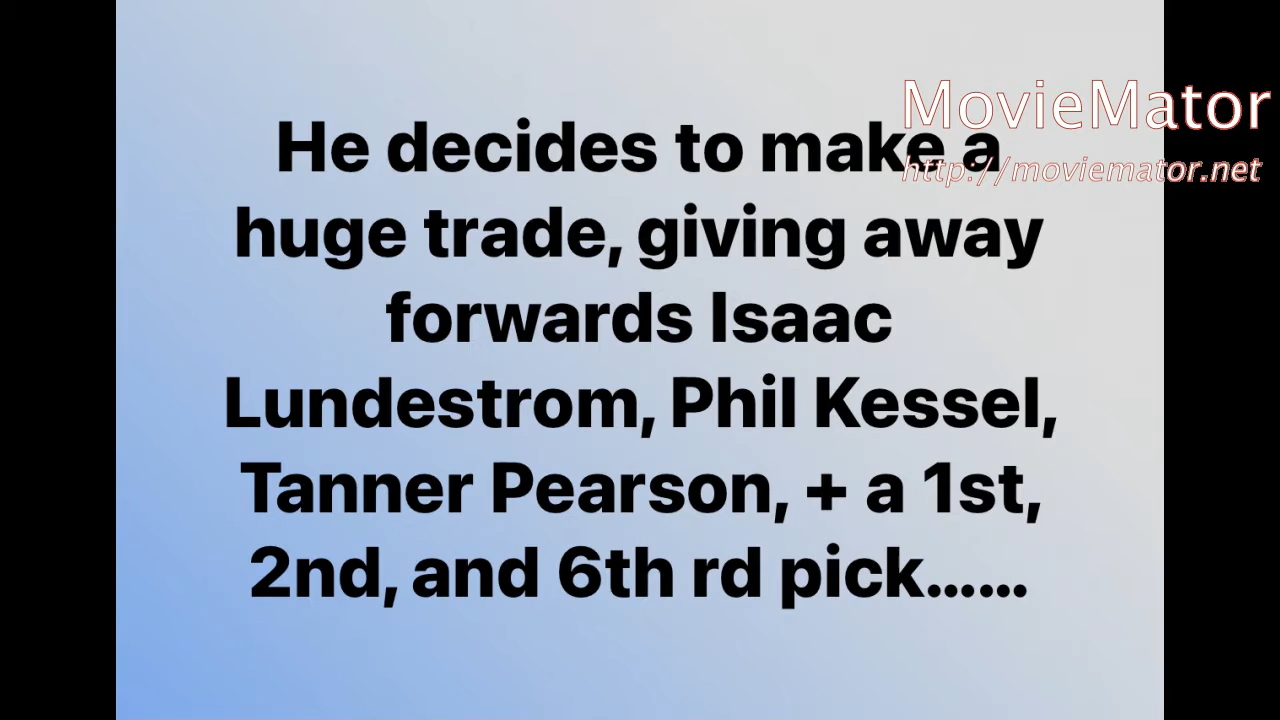 MovieMator
http://moviemator.net
He decides to make a
huge trade, giving away
forwards Isaac
Lundestrom, Phil Kessel,
Tanner Pearson, + a 1st,
2nd, and 6th rd pick......